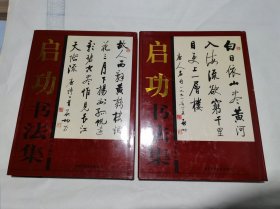 启功
书法集
故人西辞黄鹤楼烟
花三月下扬州孤帆远
影碧空尽惟见长江
天际流
启功
书法集
白日依山尽黄河
入海流欲穷千里
目更上一层楼